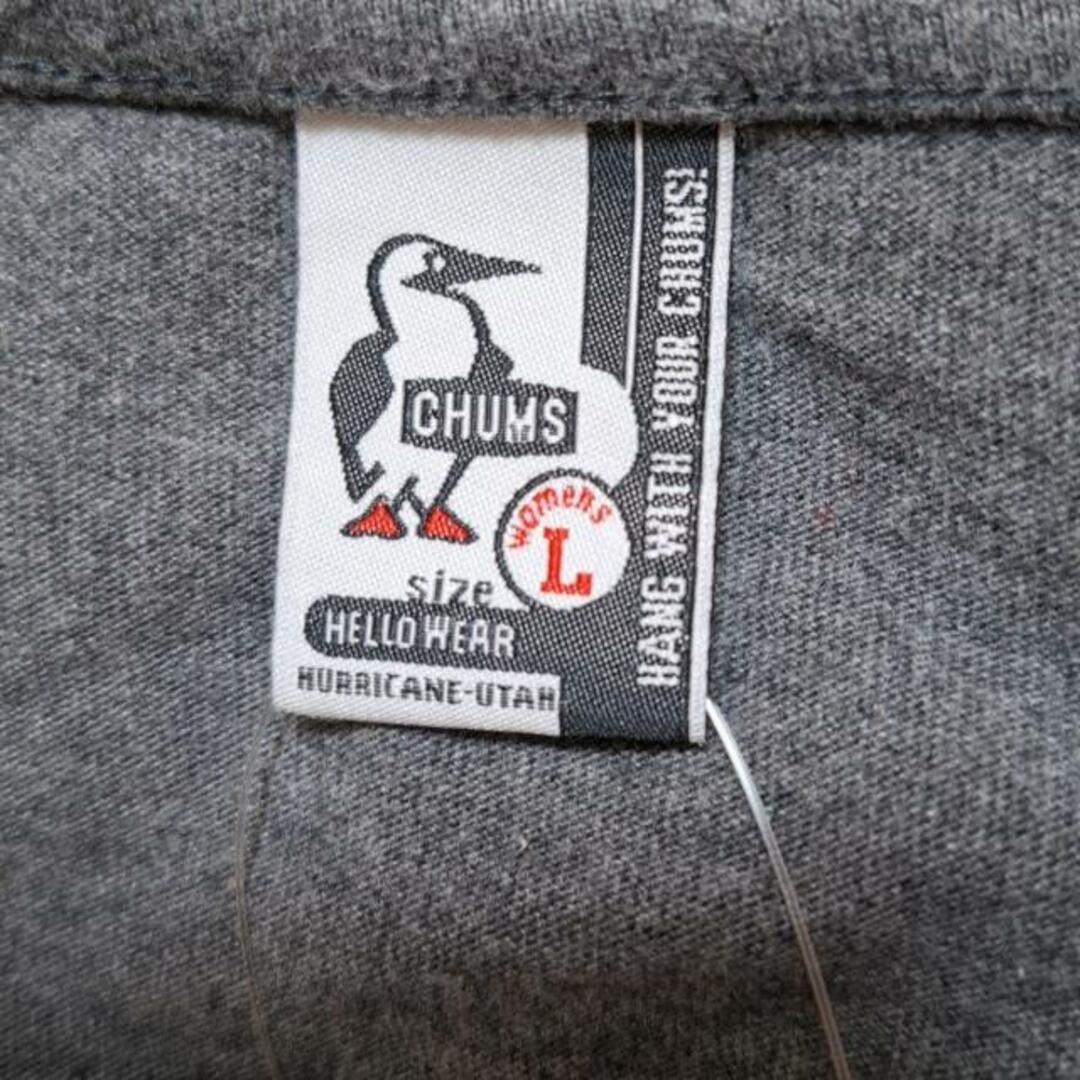 CHUMS
womens
L
size
HELLO WEAR
HURRICANE-UTAH
HANG WITH YOUR CHUMS!